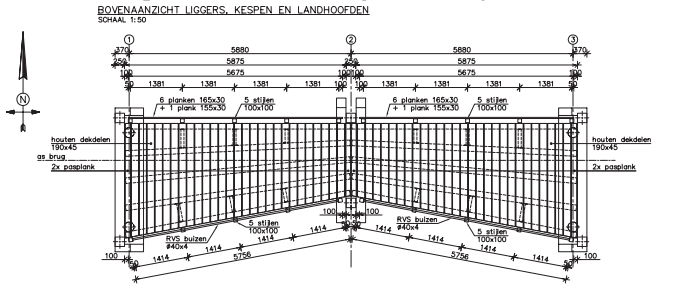 BOVENAANZICHT LIGGERS, KESPEN EN LANDHOOFDEN
SCHAAL 1:50
1 2 3
370 5880 5880 370
250 5875 5875 250
100 5675 5675 100
50 1381 1381 1381 1381 100 100 1381 1381 1381 1381 50
6 planken 165x30
+ 1 plank 155x30
5 stijlen
100x100
6 planken 165x30
+ 1 plank 155x30
5 stijlen
100x100
N
houten dekdelen
190x45
as brug
2x pasplank
houten dekdelen
190x45
2x pasplank
100 100
RVS buizen
ø40x4
5 stijlen
100x100
RVS buizen
ø40x4
5 stijlen
100x100
50 50
100 50 1414 1414 1414 1414 1414 1414 1414 1414 50 100
5756 5756